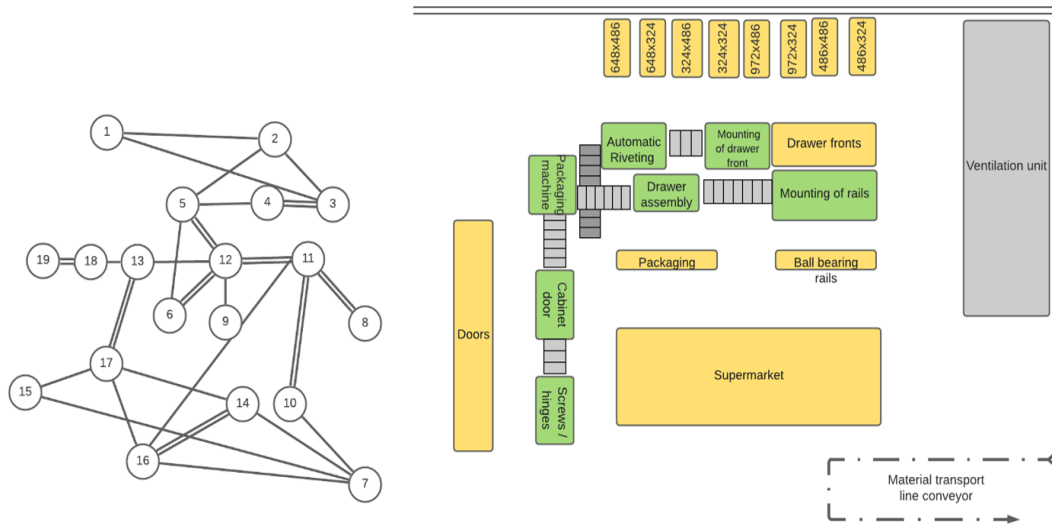 1
2
5
4
3
19
18
13
12
11
6
9
8
17
15
14
10
16
7
648x486
648x324
324x486
324x324
972x486
972x324
486x486
486x324
Automatic
Riveting
Mounting
of drawer
front
Drawer fronts
Ventilation unit
Packaging
machine
Drawer
assembly
Mounting of rails
Packaging
Ball bearing
rails
Doors
Cabinet
door
Supermarket
Screws /
hinges
Material transport
line conveyor